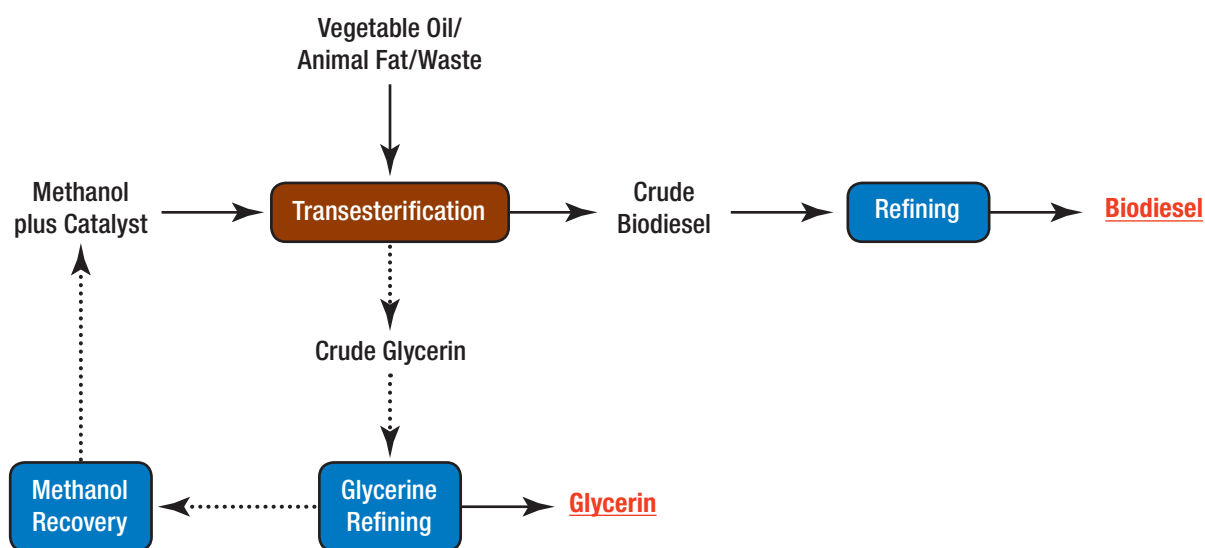 Vegetable Oil/
Animal Fat/Waste
Methanol
plus Catalyst
Transesterification
Crude
Biodiesel
Refining
Biodiesel
Crude Glycerin
Methanol
Recovery
Glycerine
Refining
Glycerin